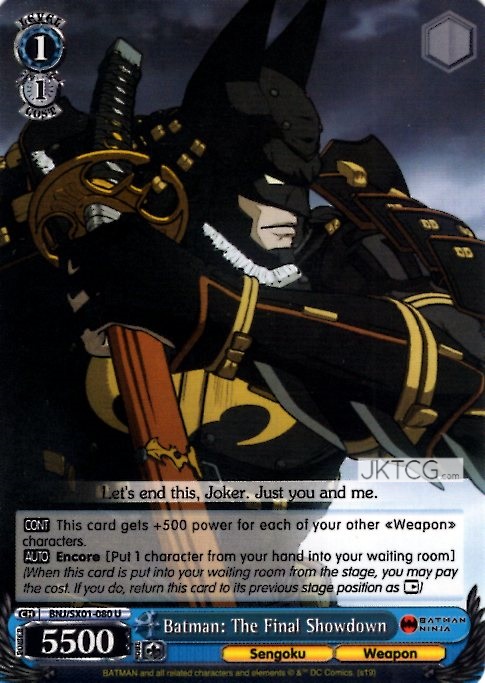 LEVEL
1
1
COST
JKTCG.com
Let's end this, Joker. Just you and me.
CONT This card gets +500 power for each of your other «Weapon»
characters.
AUTO Encore [Put 1 character from your hand into your waiting room]
(When this card is put into your waiting room from the stage, you may pay
the cost. If you do, return this card to its previous stage position as )
BNJ/SX01-080 U
POWER 5500 SOUL
Batman: The Final Showdown
BATMAN
NINJA
Sengoku Weapon
BATMAN and all related characters and elements © & ™ DC Comics. (s19)